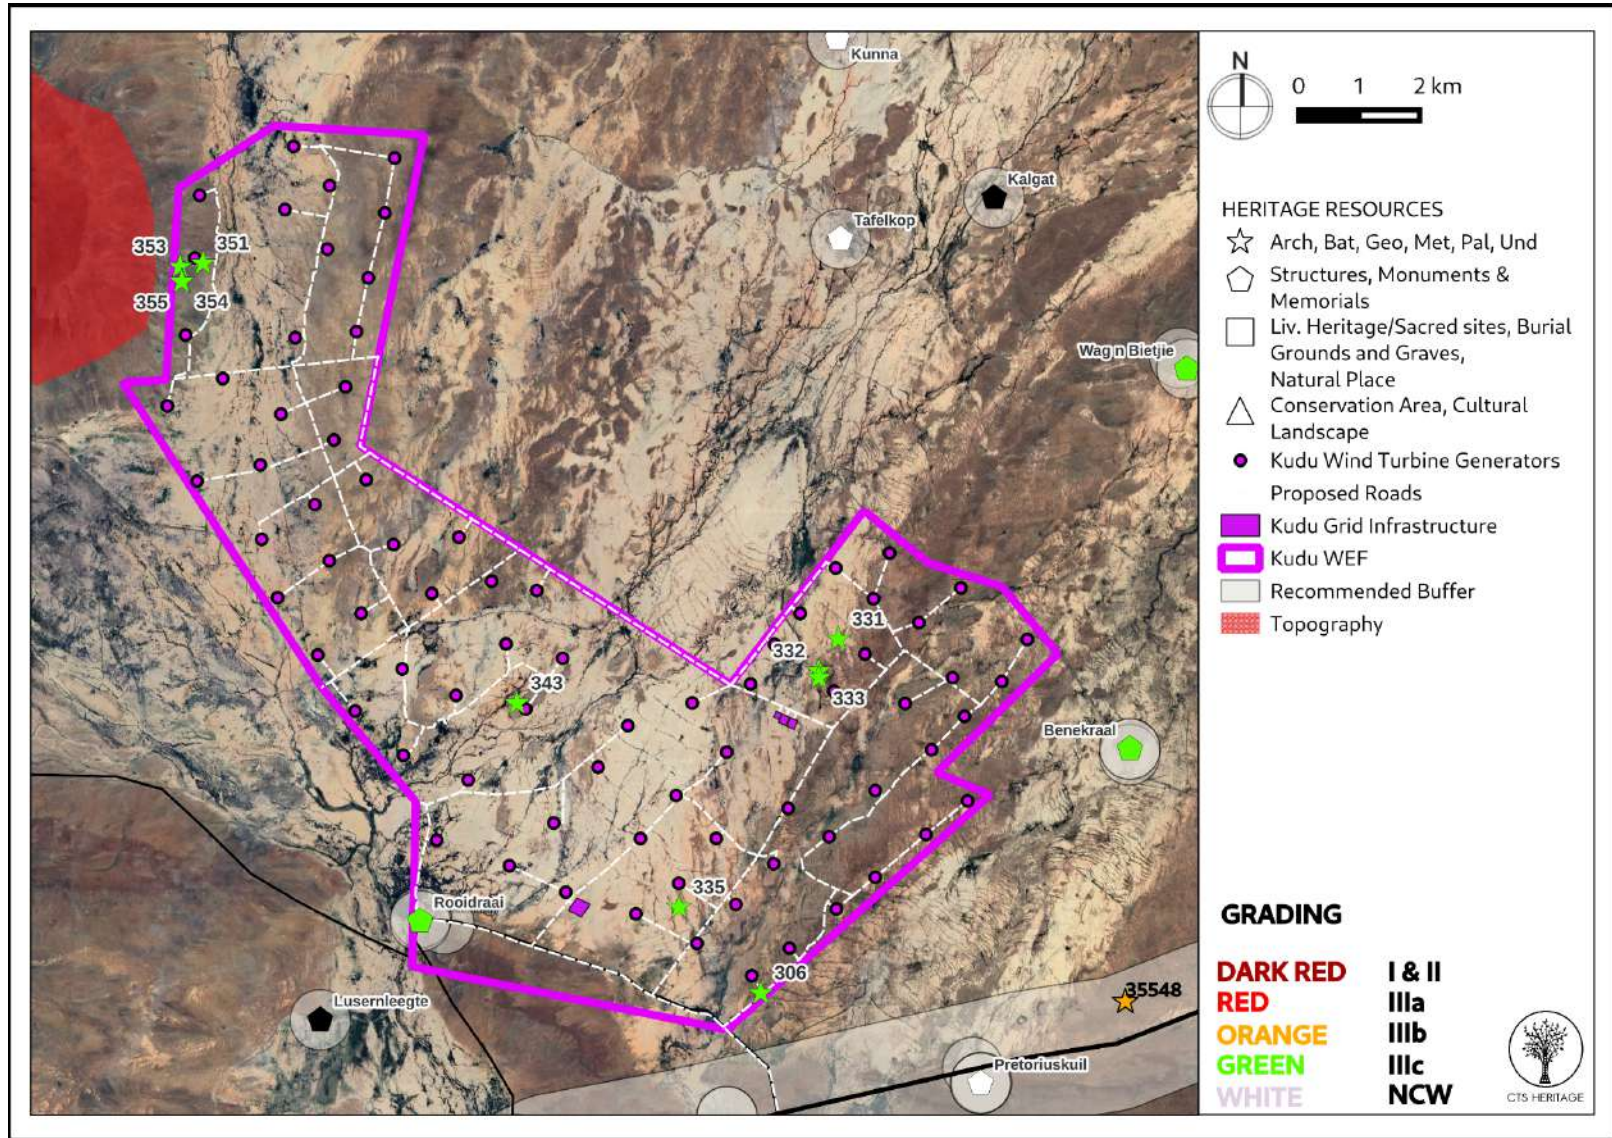 Kunna
Kalgat
Tafelkop
353
351
355
354
Wag n Bietjie
331
332
333
343
Benekraal
335
Rooidraai
306
35548
Lusernleegte
Pretoriuskuil
N
0 1 2 km
HERITAGE RESOURCES
Arch, Bat, Geo, Met, Pal, Und
Structures, Monuments &
Memorials
Liv. Heritage/Sacred sites, Burial
Grounds and Graves,
Natural Place
Conservation Area, Cultural
Landscape
Kudu Wind Turbine Generators
Proposed Roads
Kudu Grid Infrastructure
Kudu WEF
Recommended Buffer
Topography
GRADING
DARK RED I & II
RED IIIa
ORANGE IIIb
GREEN IIIc
WHITE NCW
CTS HERITAGE